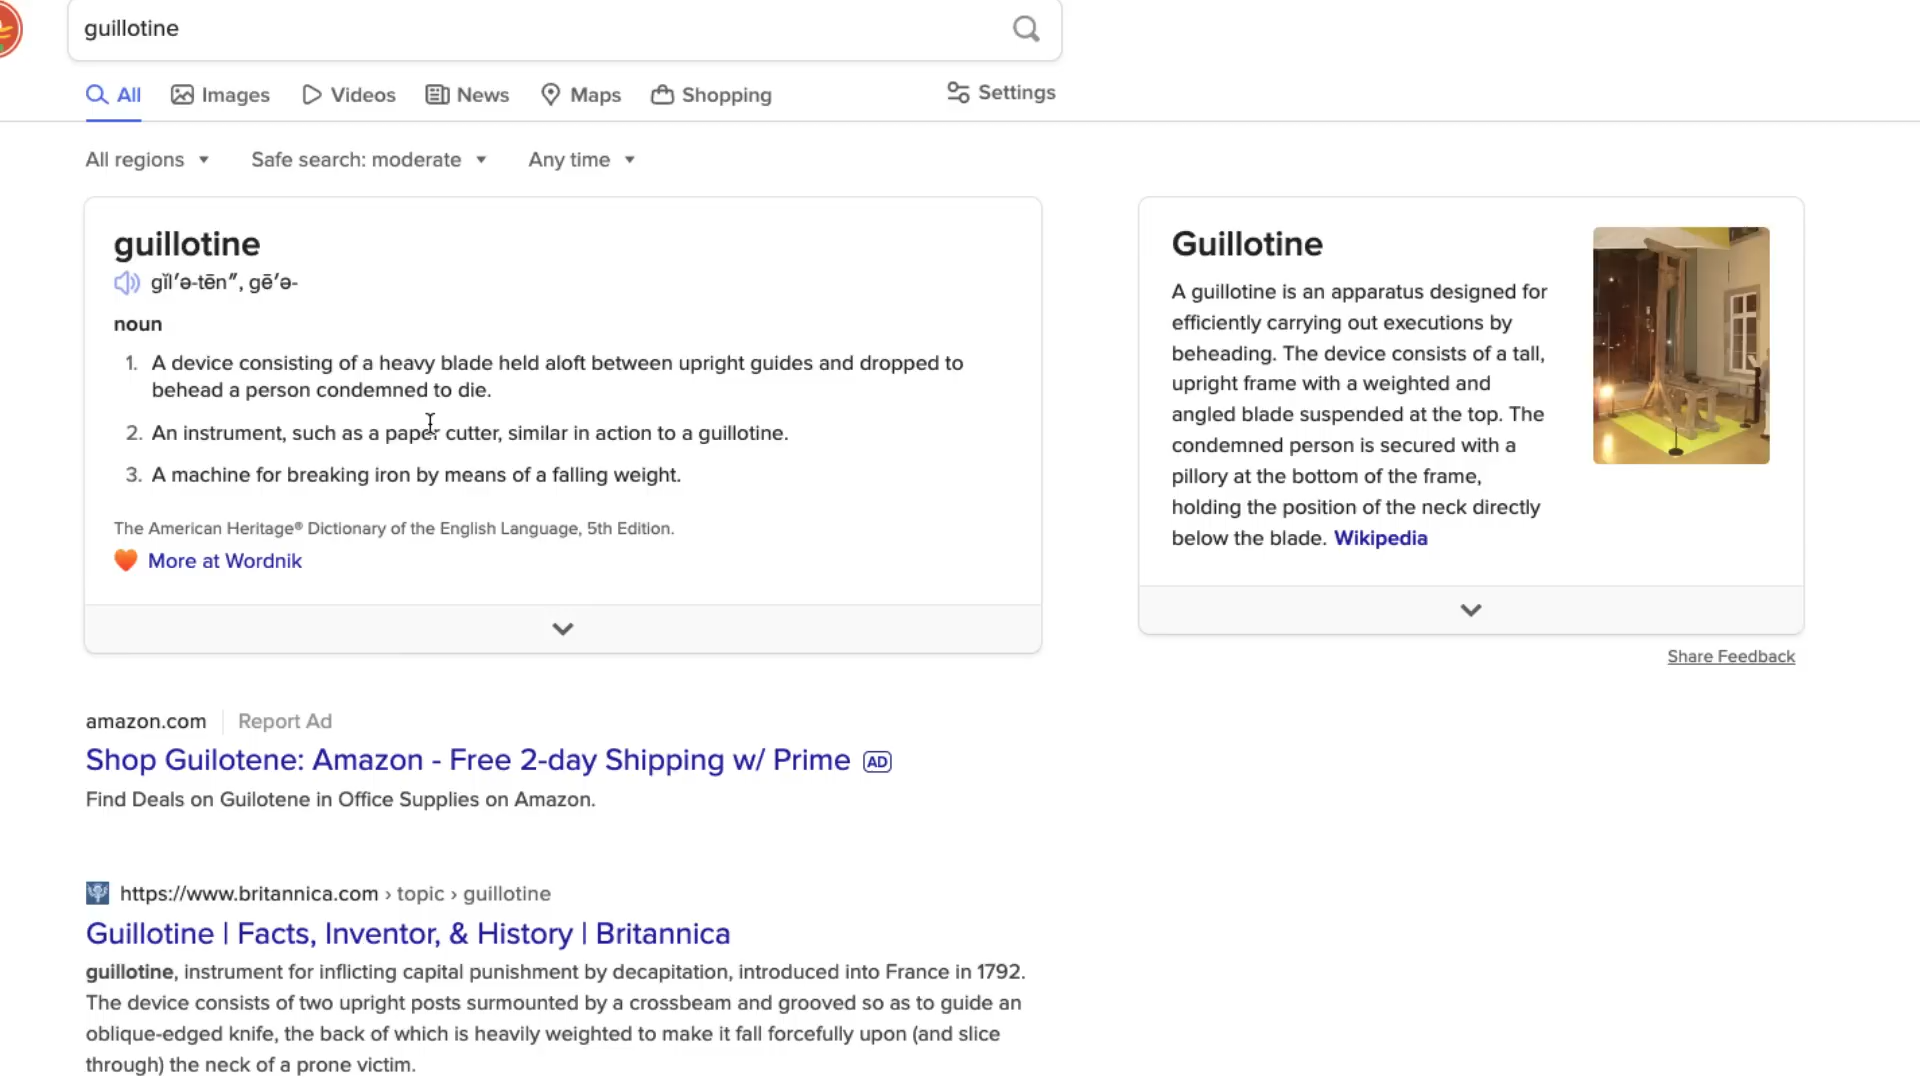 guillotine
All
Images
Videos
News
Maps
Shopping
Settings
All regions
Safe search: moderate
Any time
guillotine
gĭl′ə-tēn″, gē′ə-
noun
1. A device consisting of a heavy blade held aloft between upright guides and dropped to
behead a person condemned to die.
2. An instrument, such as a paper cutter, similar in action to a guillotine.
3. A machine for breaking iron by means of a falling weight.
The American Heritage® Dictionary of the English Language, 5th Edition.
More at Wordnik
Guillotine
A guillotine is an apparatus designed for
efficiently carrying out executions by
beheading. The device consists of a tall,
upright frame with a weighted and
angled blade suspended at the top. The
condemned person is secured with a
pillory at the bottom of the frame,
holding the position of the neck directly
below the blade. Wikipedia
Share Feedback
amazon.com
Report Ad
Shop Guilotene: Amazon - Free 2-day Shipping w/ Prime AD
Find Deals on Guilotene in Office Supplies on Amazon.
https://www.britannica.com › topic › guillotine
Guillotine | Facts, Inventor, & History | Britannica
guillotine, instrument for inflicting capital punishment by decapitation, introduced into France in 1792.
The device consists of two upright posts surmounted by a crossbeam and grooved so as to guide an
oblique-edged knife, the back of which is heavily weighted to make it fall forcefully upon (and slice
through) the neck of a prone victim.